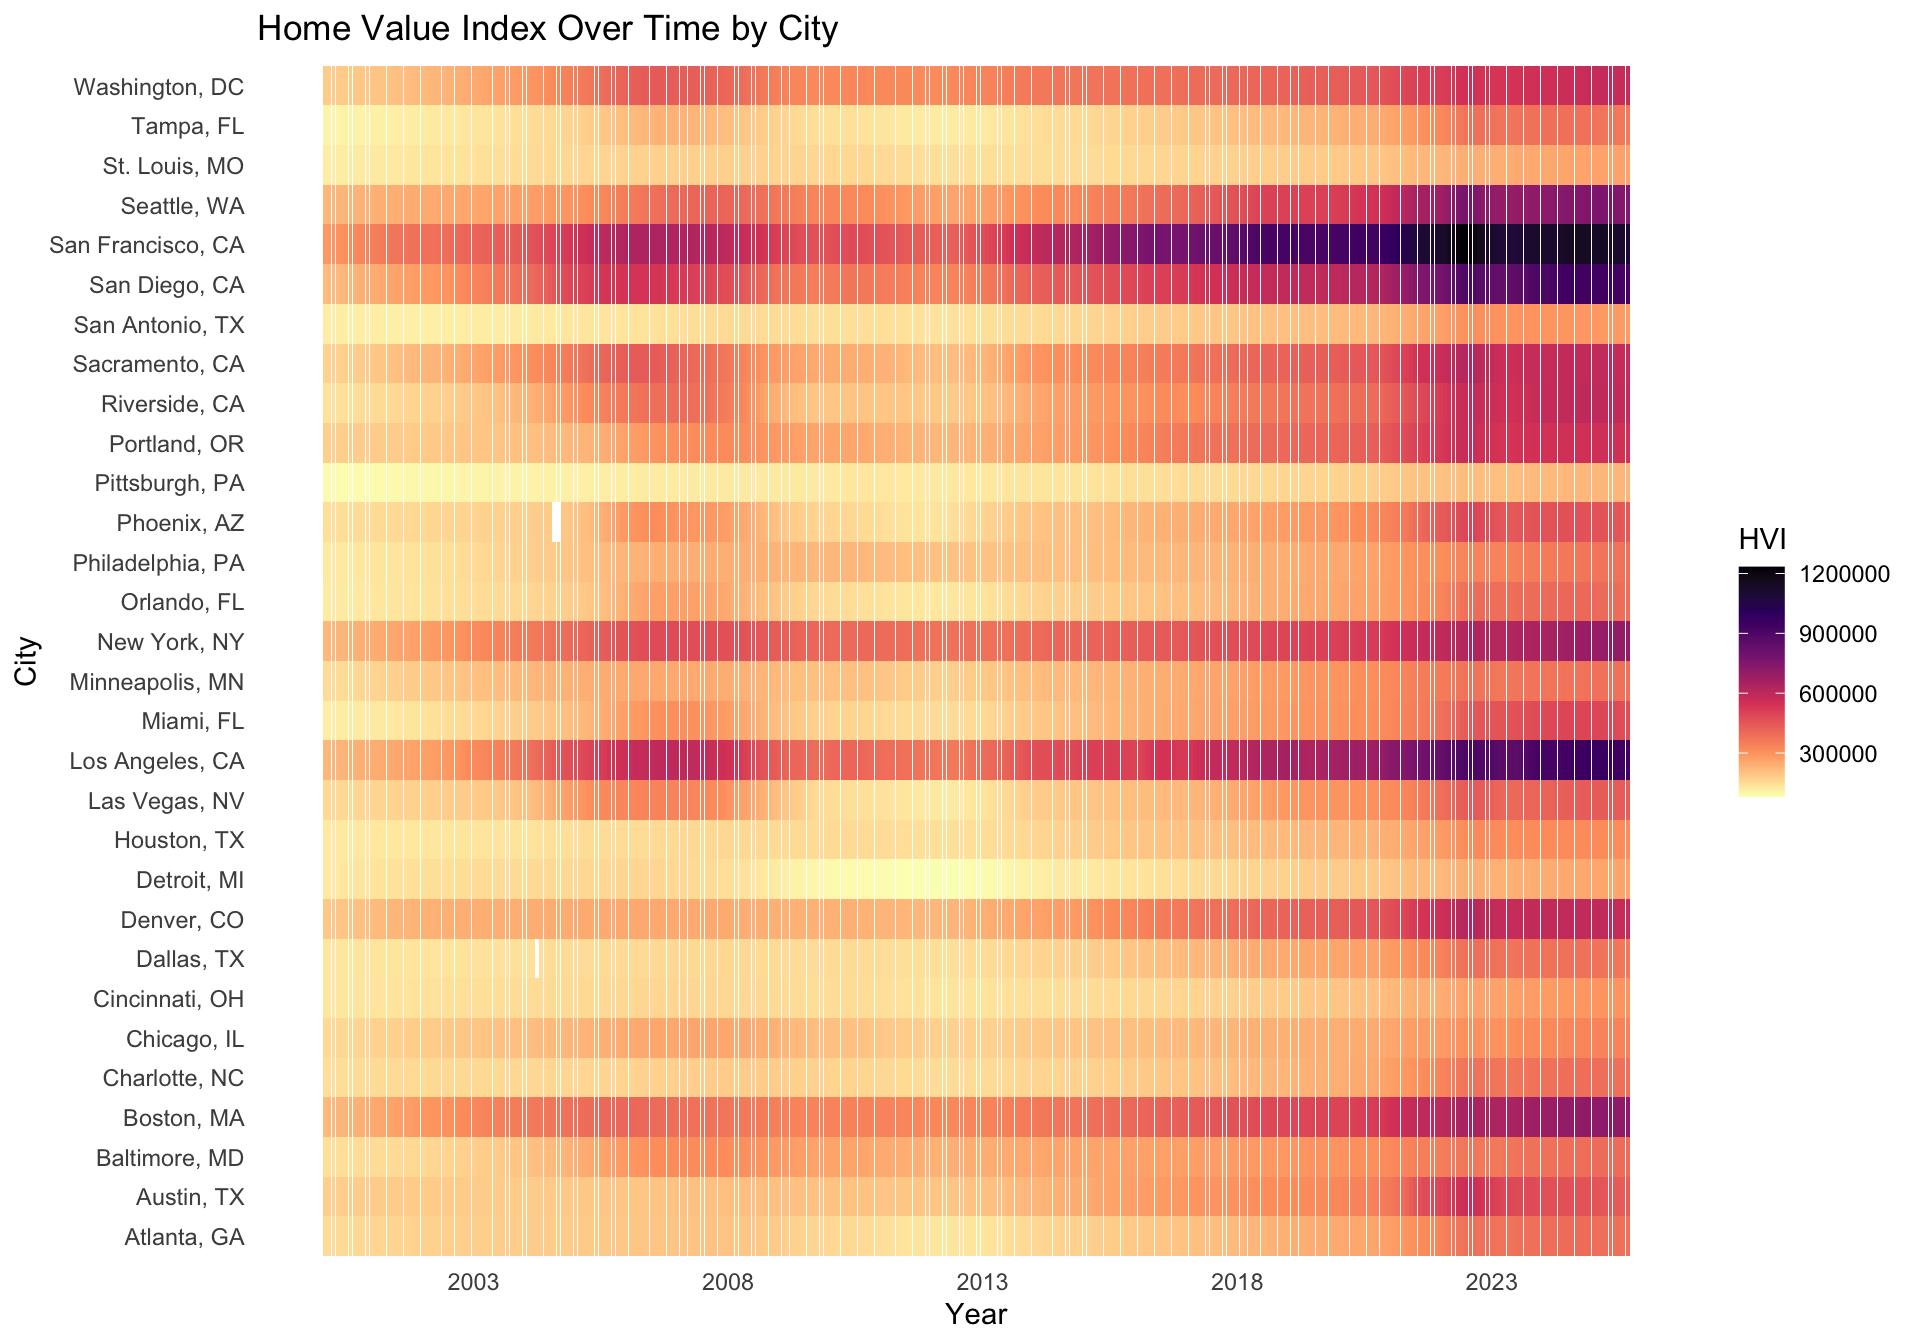 Home Value Index Over Time by City
Washington, DC
Tampa, FL
St. Louis, MO
Seattle, WA
San Francisco, CA
San Diego, CA
San Antonio, TX
Sacramento, CA
Riverside, CA
Portland, OR
Pittsburgh, PA
Phoenix, AZ
Philadelphia, PA
Orlando, FL
New York, NY
Minneapolis, MN
Miami, FL
Los Angeles, CA
Las Vegas, NV
Houston, TX
Detroit, MI
Denver, CO
Dallas, TX
Cincinnati, OH
Chicago, IL
Charlotte, NC
Boston, MA
Baltimore, MD
Austin, TX
Atlanta, GA
City
2003 2008 2013 2018 2023
Year
HVI
1200000
900000
600000
300000